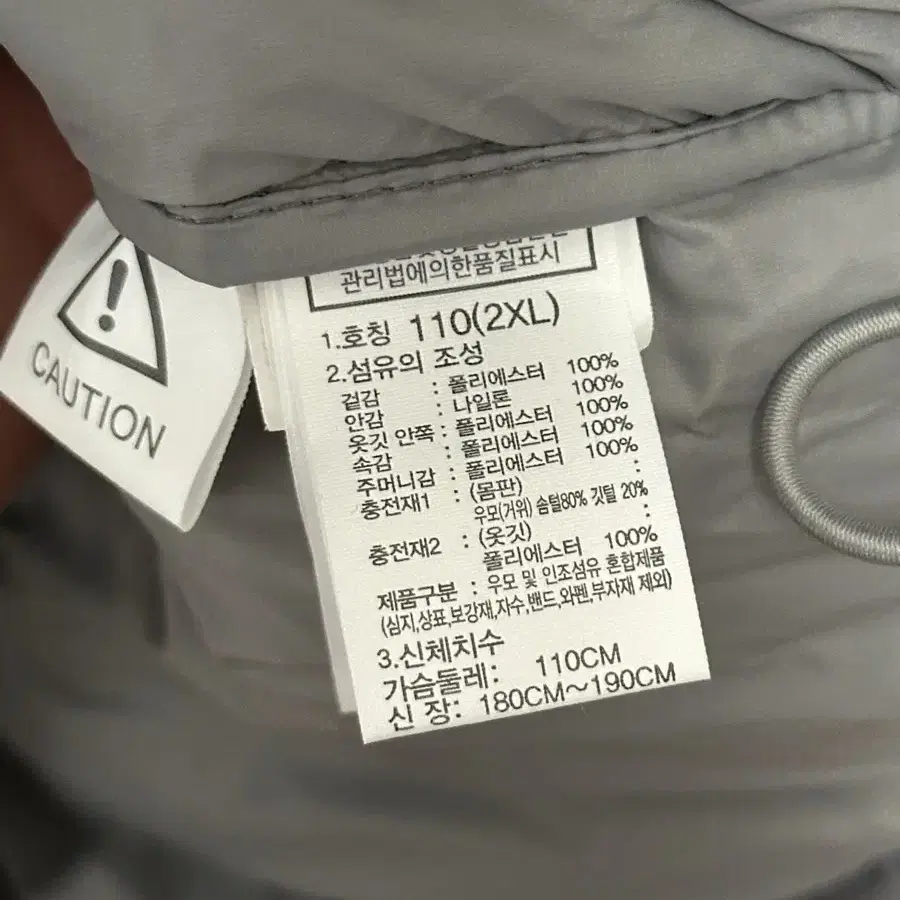 관리법에의한품질표시
1.호칭 110(2XL)
2.섬유의 조성
겉감 : 폴리에스터 100%
안감 : 나일론 100%
옷깃 안쪽 : 폴리에스터 100%
속감 : 폴리에스터 100%
주머니감 : 폴리에스터 100%
충전재1 : (몸판) :
우모(거위) 솜털80% 깃털 20%
충전재2 : (옷깃) :
폴리에스터 100%
제품구분 : 우모 및 인조섬유 혼합제품
(심지,상표,보강재,자수,밴드,와펜,부자재 제외)
3.신체치수
가슴둘레: 110CM
신 장: 180CM~190CM
!
CAUTION